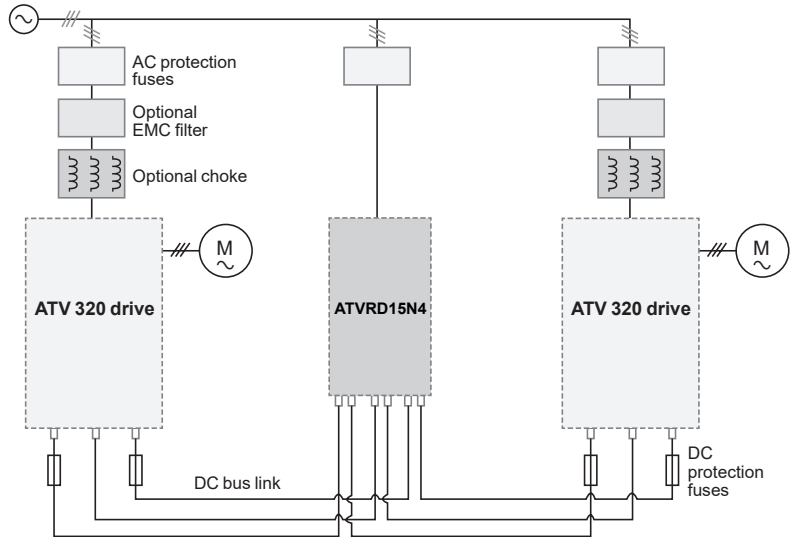 AC protection
fuses
Optional
EMC filter
Optional choke
M
M
ATV 320 drive
ATVRD15N4
ATV 320 drive
DC bus link
DC
protection
fuses